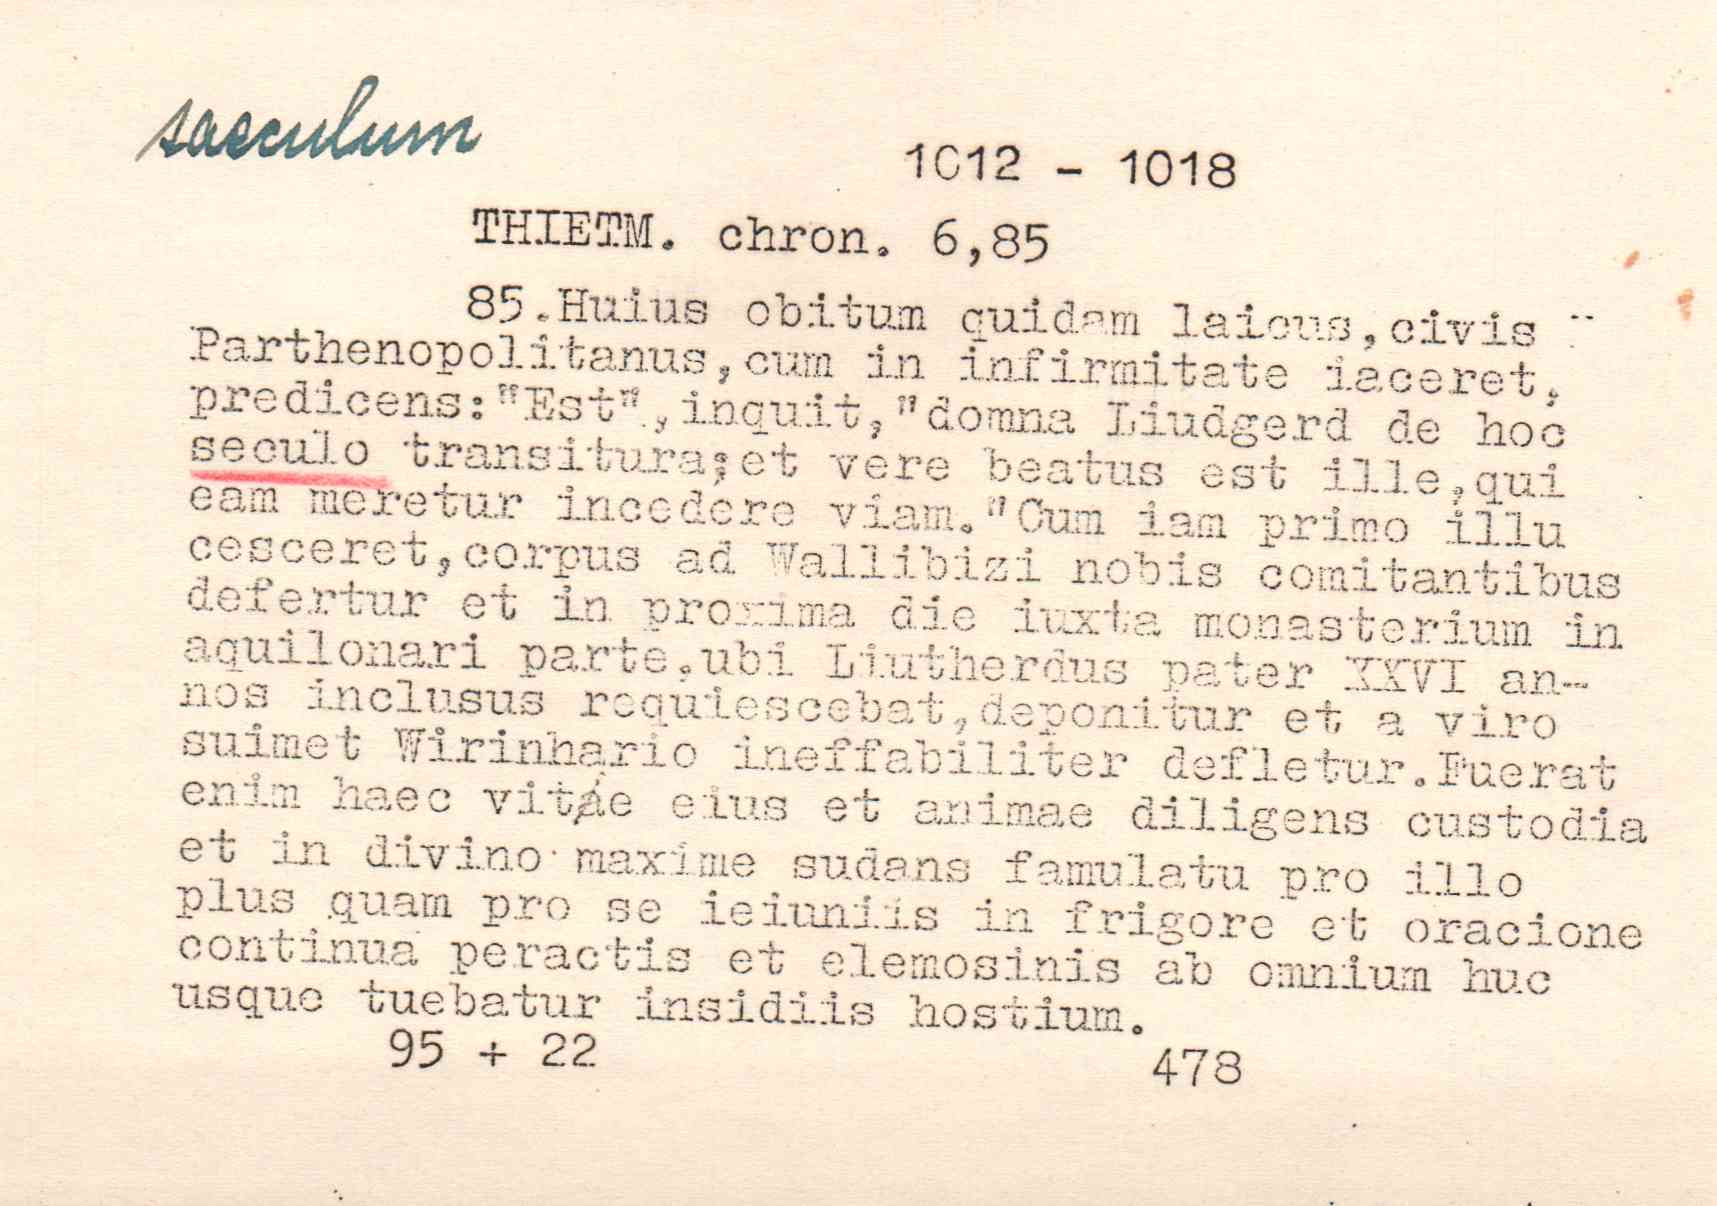 saeculum
1012 - 1018
THIETM. chron. 6,85
85.Huius obitum quidam laicus,civis
Parthenopolitanus,cum in infirmitate iaceret,
predicens:"Est",inquit,"domna Liudgerd de hoc
seculo transitura;et vere beatus est ille,qui
eam meretur incedere viam."Cum iam primo illu
cesceret,corpus ad Wallibizi nobis comitantibus
defertur et in proxima die iuxta monasterium in
aquilonari parte,ubi Liutherdus pater XXVI an-
nos inclusus requiescebat,deponitur et a viro
suimet Wirinhario ineffabiliter defletur.Fuerat
enim haec vitae eius et animae diligens custodia
et in divino maxime sudans famulatu pro illo
plus quam pro se ieiuniis in frigore et oracione
continua peractis et elemosinis ab omnium huc
usque tuebatur insidiis hostium.
95 + 22 478